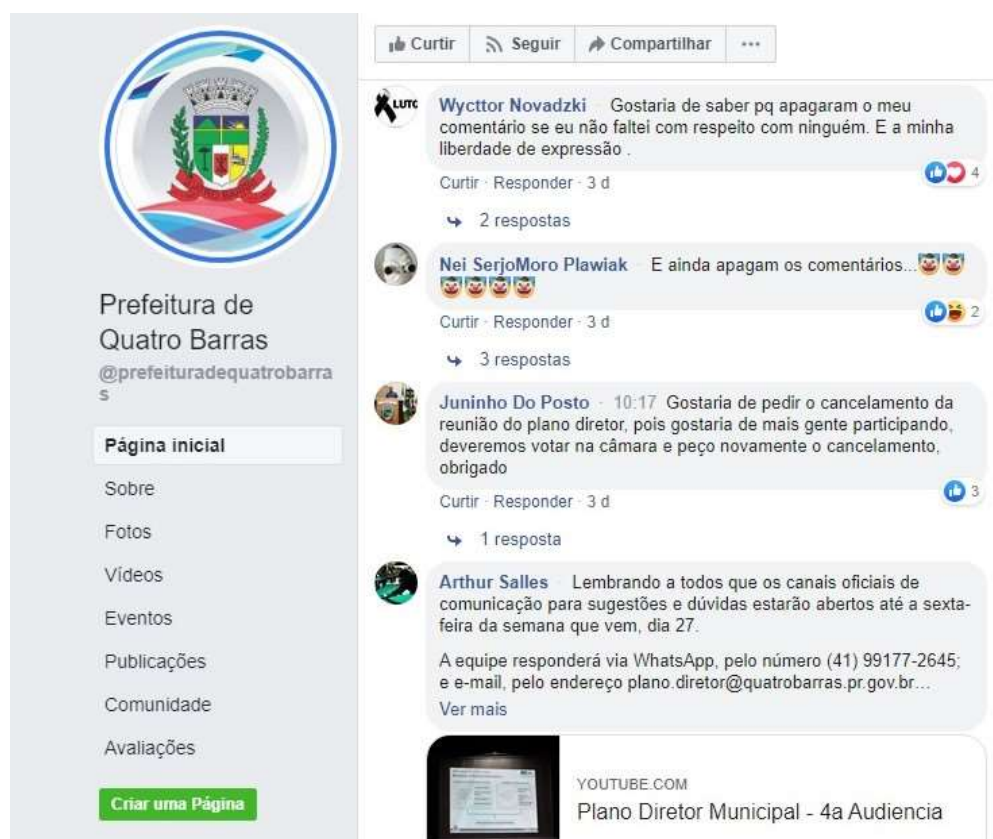 Prefeitura de
Quatro Barras
@prefeituradequatrobarra
s
Página inicial
Sobre
Fotos
Vídeos
Eventos
Publicações
Comunidade
Avaliações
Criar uma Página
Curtir Seguir Compartilhar ...
LUTO
Wycttor Novadzki · Gostaria de saber pq apagaram o meu
comentário se eu não faltei com respeito com ninguém. E a minha
liberdade de expressão .
4
Curtir · Responder · 3 d
2 respostas
Nei SerjoMoro Plawiak · E ainda apagam os comentários...🤡🤡
🤡🤡🤡🤡
2
Curtir · Responder · 3 d
3 respostas
Juninho Do Posto · 10:17 Gostaria de pedir o cancelamento da
reunião do plano diretor, pois gostaria de mais gente participando,
deveremos votar na câmara e peço novamente o cancelamento,
obrigado
3
Curtir · Responder · 3 d
1 resposta
Arthur Salles · Lembrando a todos que os canais oficiais de
comunicação para sugestões e dúvidas estarão abertos até a sexta-
feira da semana que vem, dia 27.
A equipe responderá via WhatsApp, pelo número (41) 99177-2645;
e e-mail, pelo endereço plano.diretor@quatrobarras.pr.gov.br...
Ver mais
YOUTUBE.COM
Plano Diretor Municipal - 4a Audiencia